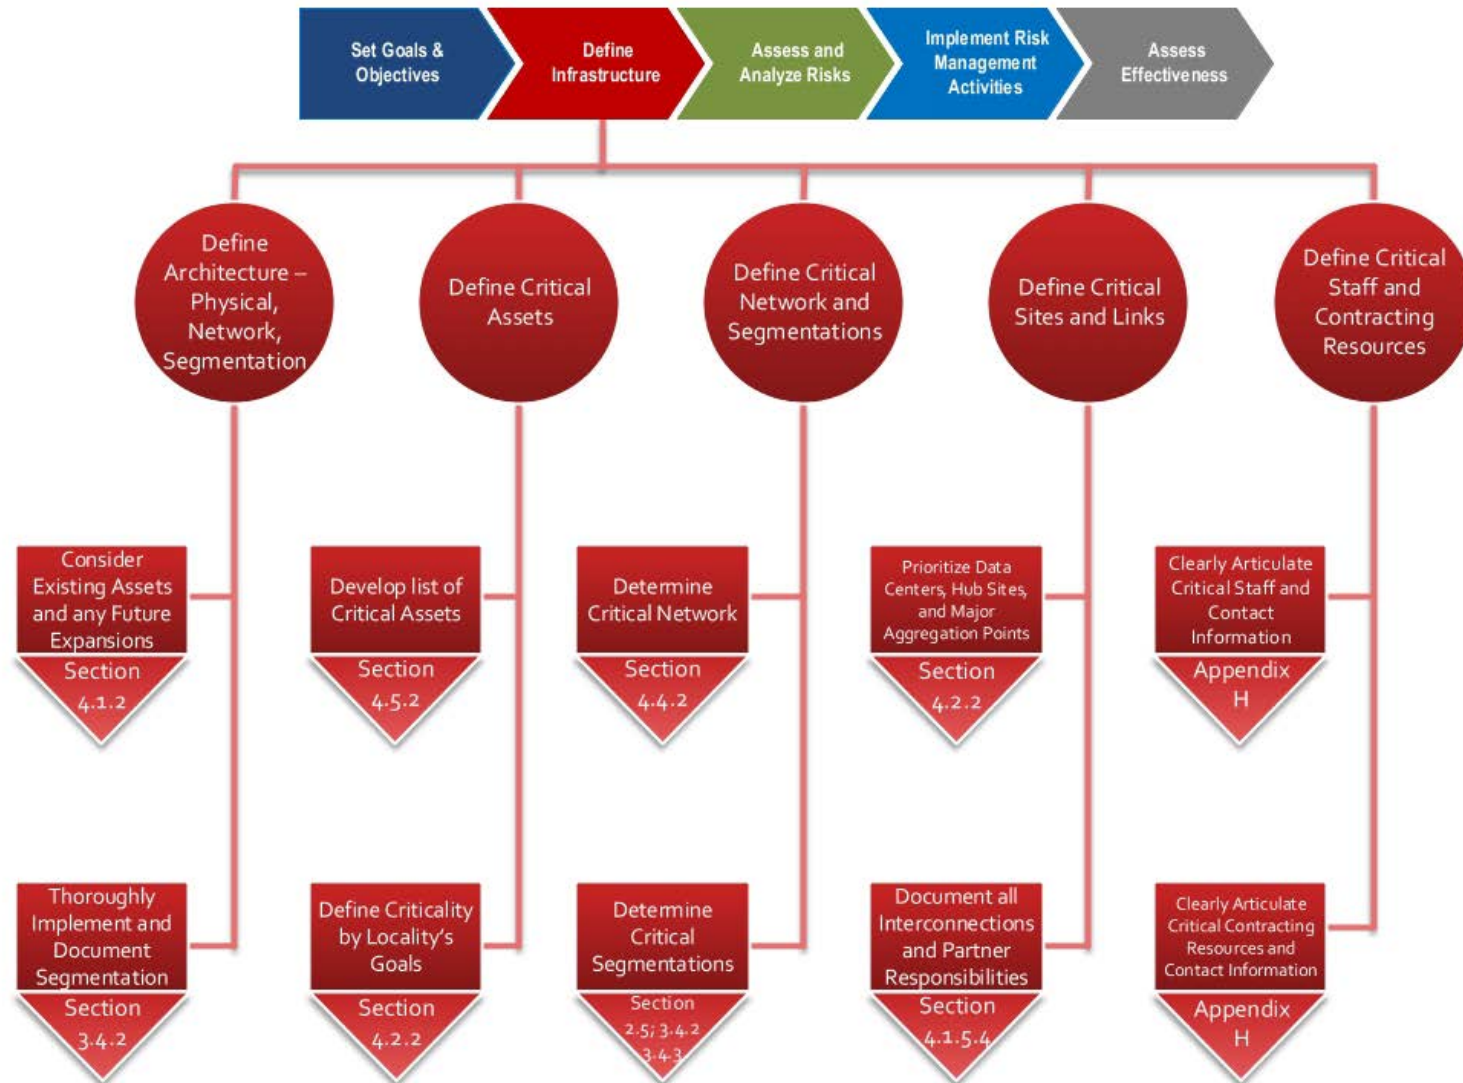 Set Goals &
Objectives
Define
Infrastructure
Assess and
Analyze Risks
Implement Risk
Management
Activities
Assess
Effectiveness
Define
Architecture –
Physical,
Network,
Segmentation
Define Critical
Assets
Define Critical
Network and
Segmentations
Define Critical
Sites and Links
Define Critical
Staff and
Contracting
Resources
Consider
Existing Assets
and any Future
Expansions
Section
4.1.2
Develop list of
Critical Assets
Section
4.5.2
Determine
Critical Network
Section
4.4.2
Prioritize Data
Centers, Hub Sites,
and Major
Aggregation Points
Section
4.2.2
Clearly Articulate
Critical Staff and
Contact
Information
Appendix
H
Thoroughly
Implement and
Document
Segmentation
Section
3.4.2
Define Criticality
by Locality's
Goals
Section
4.2.2
Determine
Critical
Segmentations
Section
2.5; 3.4.2
3.4.3
Document all
Interconnections
and Partner
Responsibilities
Section
4.1.5.4
Clearly Articulate
Critical Contracting
Resources and
Contact Information
Appendix
H